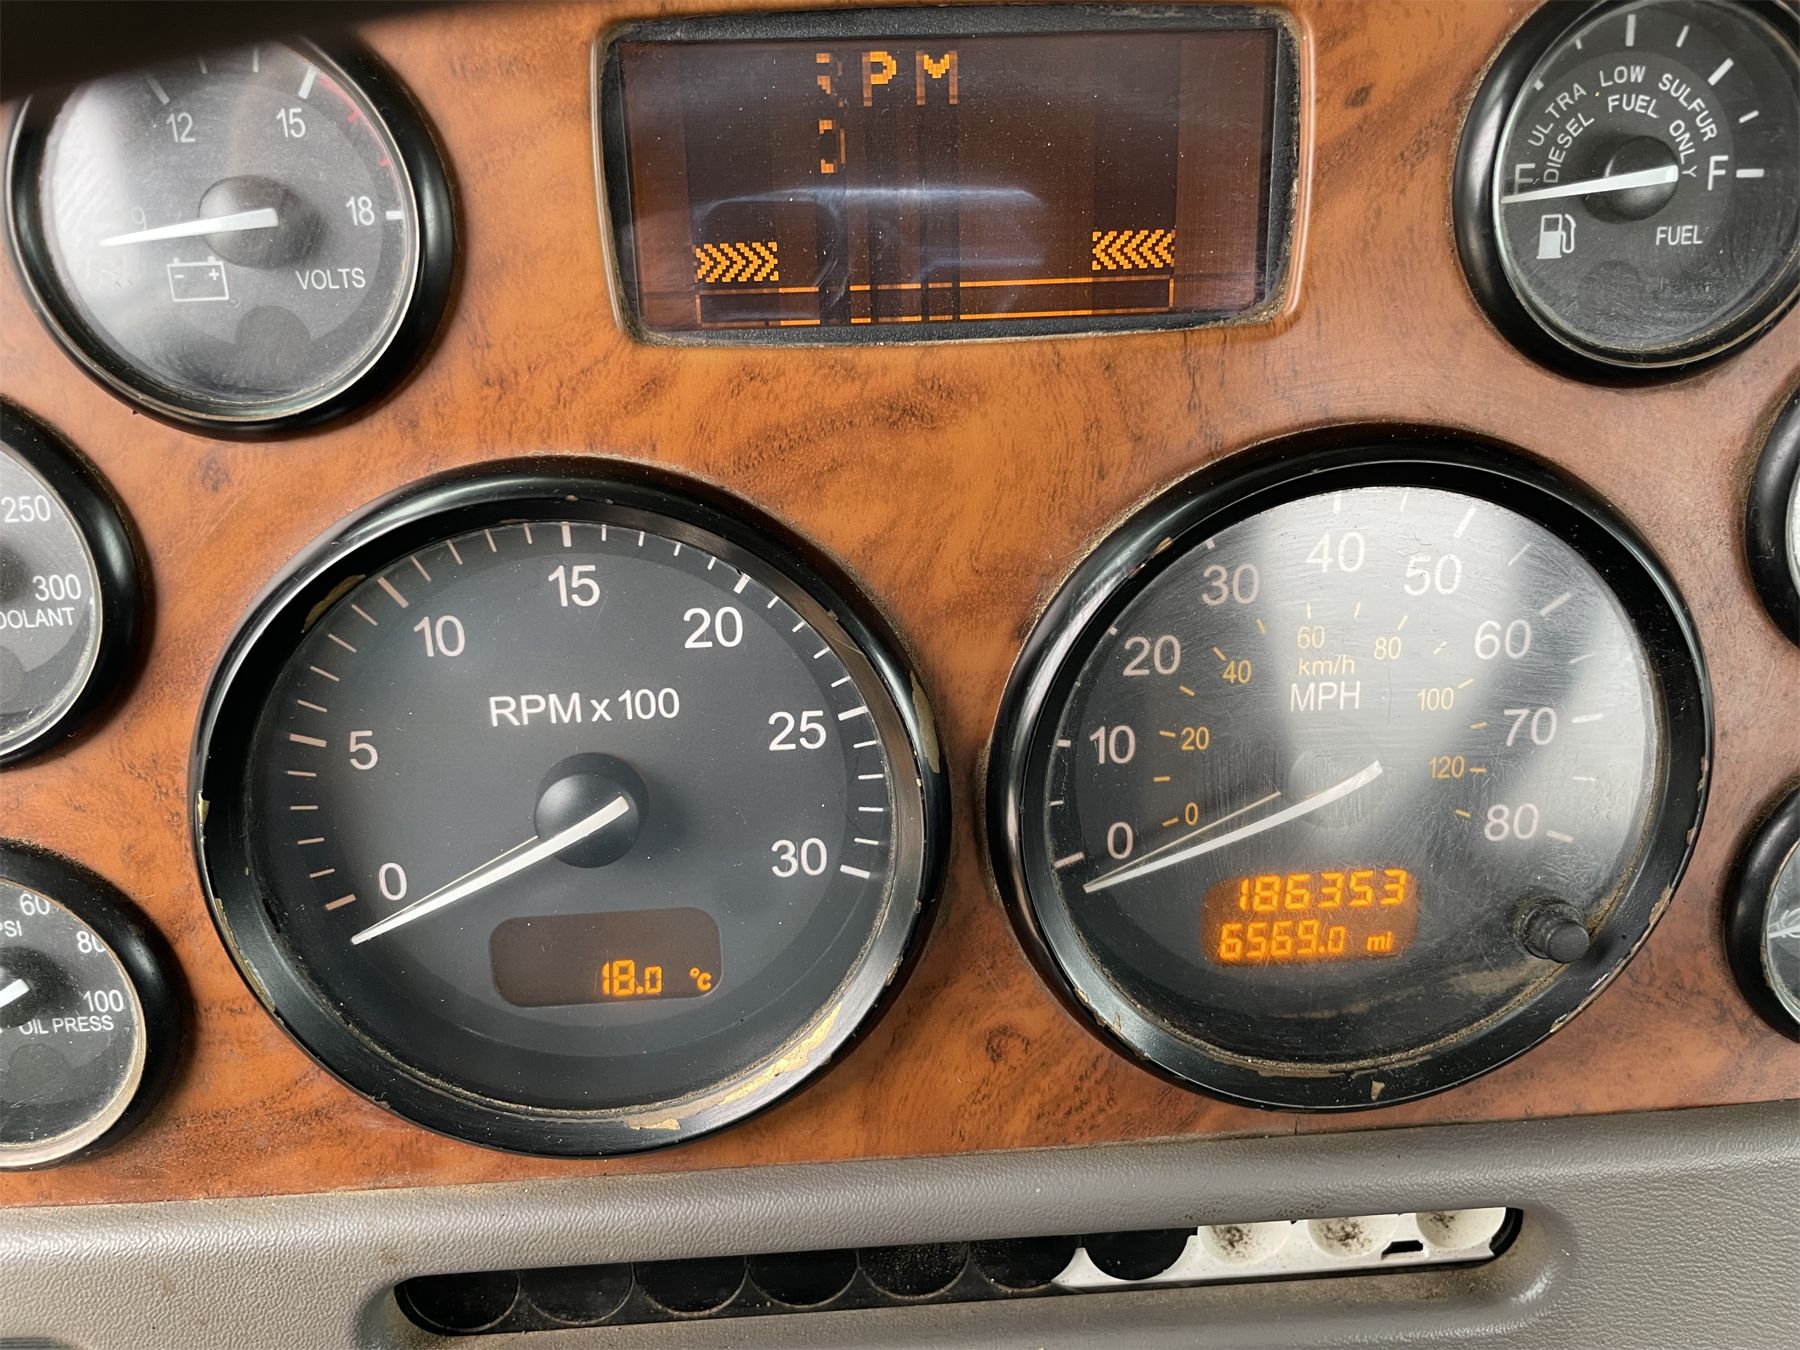 RPM
0
12
15
9
18
VOLTS
ULTRA LOW SULFUR
DIESEL FUEL ONLY
E
F
FUEL
250
300
60
80
100
OIL PRESS
0
5
10
15
20
25
30
RPM x 100
18.0 °C
0
10
20
30
40
50
60
70
80
0
20
40
60
80
100
120
km/h
MPH
186353
6569.0 mi